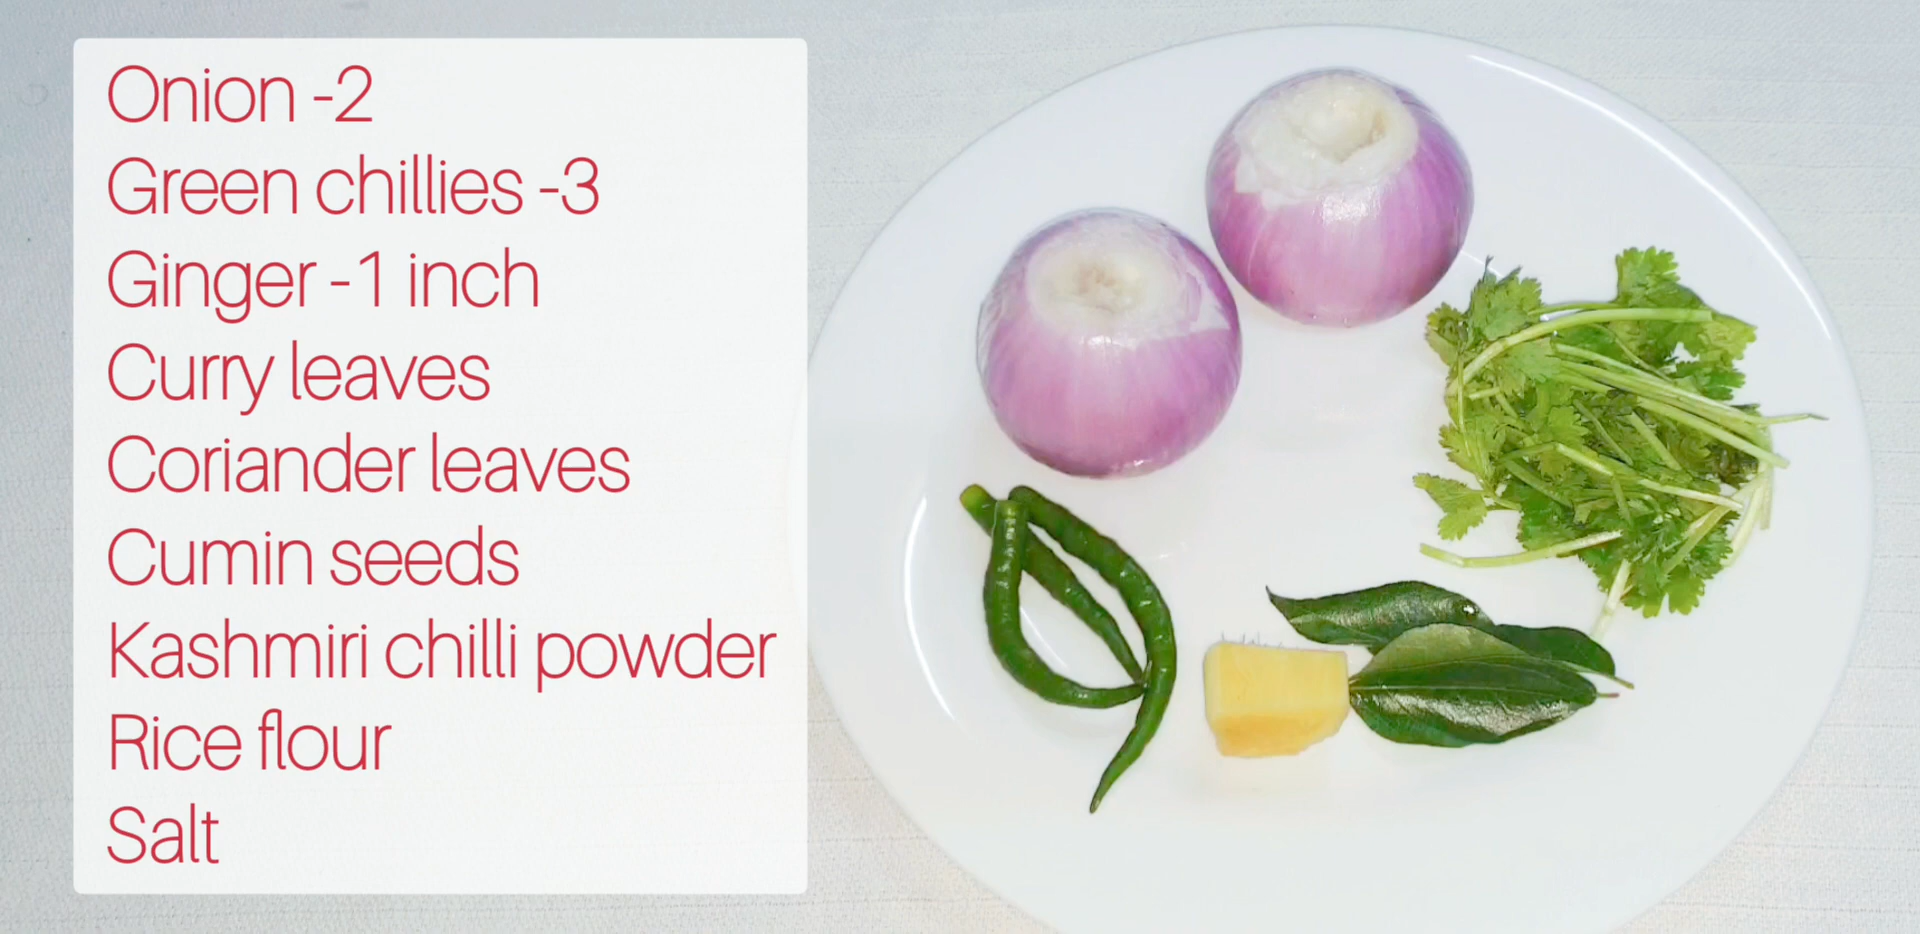 Onion -2
Green chillies -3
Ginger -1 inch
Curry leaves
Coriander leaves
Cumin seeds
Kashmiri chilli powder
Rice flour
Salt